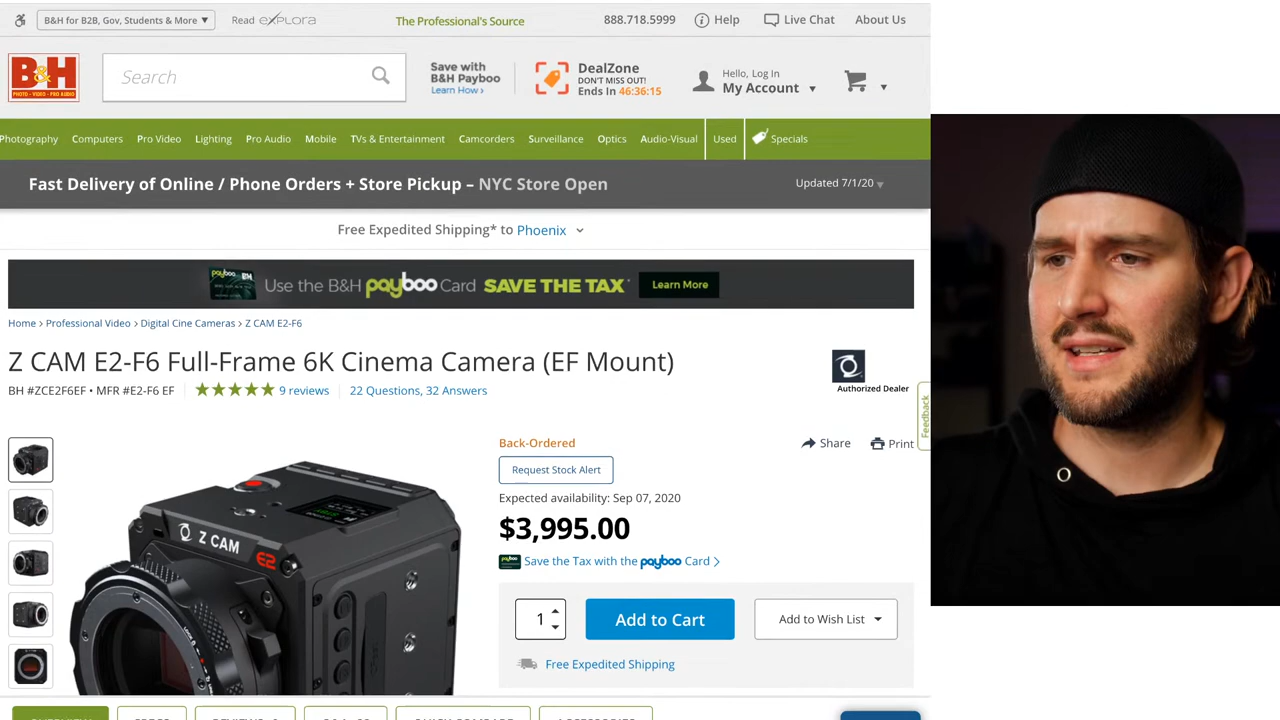 B&H for B2B, Gov, Students & More ▼
Read eXPLORA
The Professional's Source
888.718.5999
Help
Live Chat
About Us
B&H
PHOTO - VIDEO - PRO AUDIO
Search
Save with
B&H Payboo
Learn How ›
DealZone
DON'T MISS OUT!
Ends In 46:36:15
Hello, Log In
My Account ▼
Photography
Computers
Pro Video
Lighting
Pro Audio
Mobile
TVs & Entertainment
Camcorders
Surveillance
Optics
Audio-Visual
Used
Specials
Fast Delivery of Online / Phone Orders + Store Pickup – NYC Store Open
Updated 7/1/20
Free Expedited Shipping* to Phoenix
payboo B&H
Use the B&H payboo Card SAVE THE TAX*
Learn More
Home › Professional Video › Digital Cine Cameras › Z CAM E2-F6
Z CAM E2-F6 Full-Frame 6K Cinema Camera (EF Mount)
BH #ZCE2F6EF • MFR #E2-F6 EF
9 reviews
22 Questions, 32 Answers
Authorized Dealer
Feedback
Back-Ordered
Share
Print
Request Stock Alert
Expected availability: Sep 07, 2020
$3,995.00
Save the Tax with the payboo Card ›
Z CAM E2
1
Add to Cart
Add to Wish List
Free Expedited Shipping